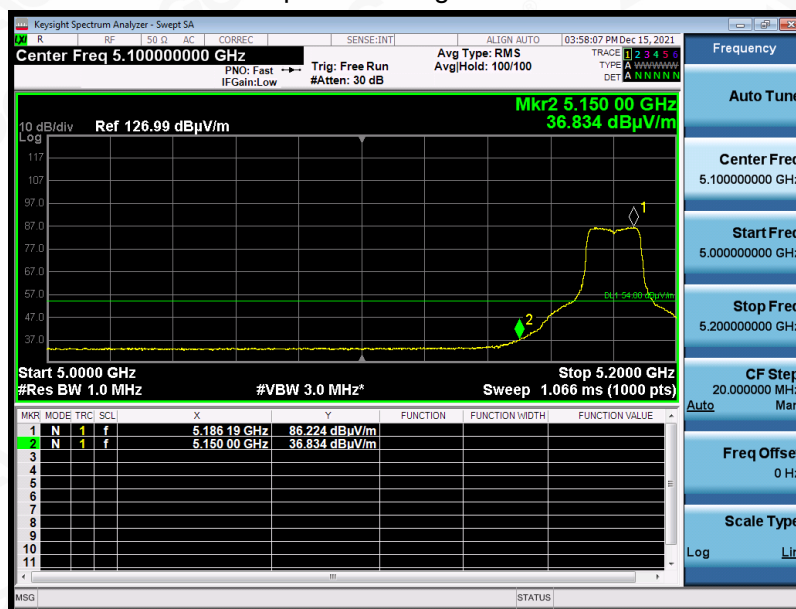 Keysight Spectrum Analyzer - Swept SA
LXI R RF 50 Ω AC CORREC SENSE:INT ALIGN AUTO 03:58:07 PM Dec 15, 2021
Center Freq 5.100000000 GHz
PNO: Fast
IFGain:Low
Trig: Free Run
#Atten: 30 dB
Avg Type: RMS
Avg|Hold: 100/100
TRACE 1 2 3 4 5 6
TYPE A WWWWW
DET A N N N N N
Mkr2 5.150 00 GHz
36.834 dBµV/m
10 dB/div Ref 126.99 dBµV/m
Log
117
107
97.0
87.0
77.0
67.0
57.0
47.0
37.0
1
DL1 54.00 dBµV/m
2
Start 5.0000 GHz Stop 5.2000 GHz
#Res BW 1.0 MHz #VBW 3.0 MHz* Sweep 1.066 ms (1000 pts)
MKR MODE TRC SCL X Y FUNCTION FUNCTION WIDTH FUNCTION VALUE
1 N 1 f 5.186 19 GHz 86.224 dBµV/m
2 N 1 f 5.150 00 GHz 36.834 dBµV/m
3
4
5
6
7
8
9
10
11
MSG STATUS
Frequency
Auto Tune
Center Freq
5.100000000 GHz
Start Freq
5.000000000 GHz
Stop Freq
5.200000000 GHz
CF Step
20.000000 MHz
Auto Man
Freq Offset
0 Hz
Scale Type
Log Lin